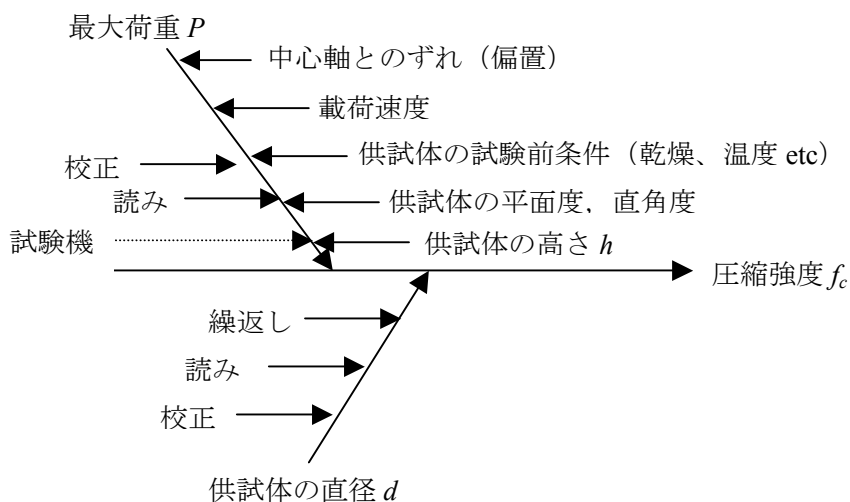 最大荷重 P
中心軸とのずれ（偏置）
載荷速度
供試体の試験前条件（乾燥、温度 etc）
校正
読み
供試体の平面度，直角度
試験機
供試体の高さ h
圧縮強度 fc
繰返し
読み
校正
供試体の直径 d